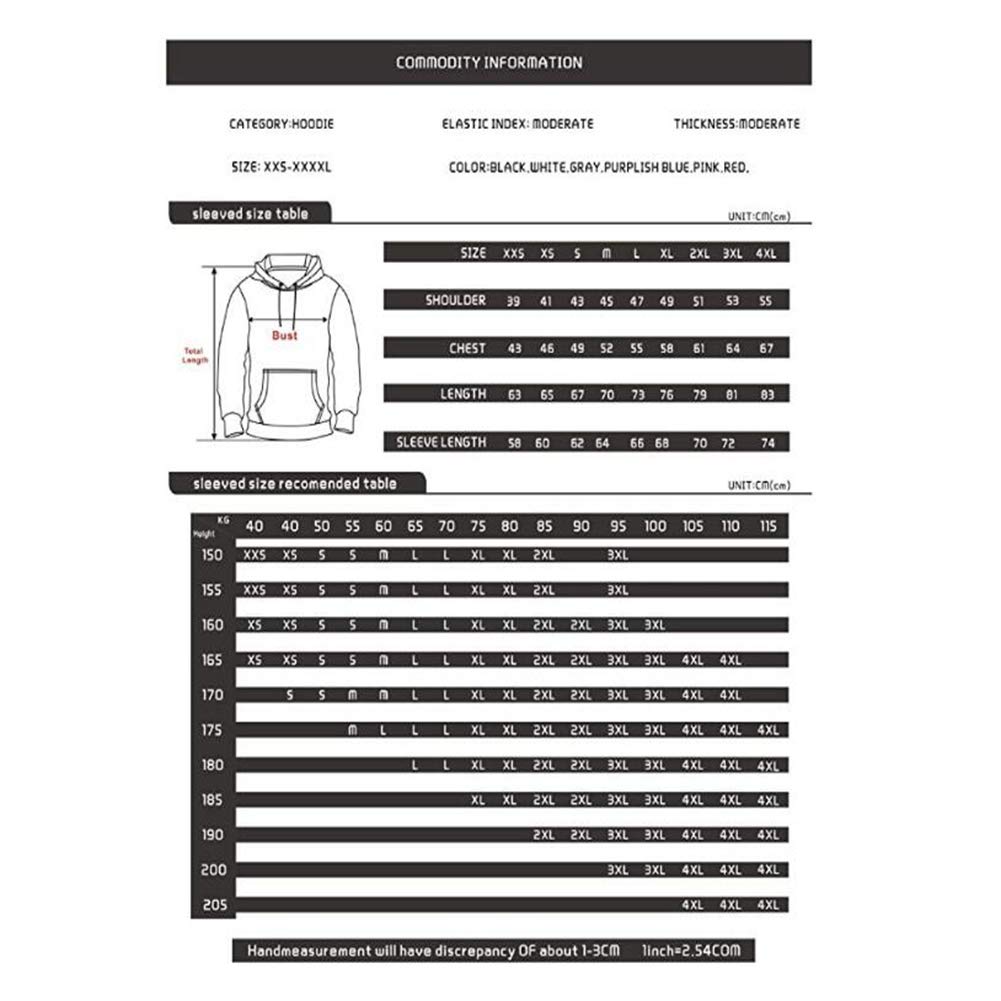 COMMODITY INFORMATION
CATEGORY:HOODIE ELASTIC INDEX: MODERATE THICKNESS:MODERATE
SIZE: XXS-XXXXL COLOR:BLACK,WHITE,GRAY,PURPLISH BLUE,PINK,RED.
sleeved size table UNIT:CM(cm)
SIZE XXS XS S M L XL 2XL 3XL 4XL
SHOULDER 39 41 43 45 47 49 51 53 55
Bust
Total
Length
CHEST 43 46 49 52 55 58 61 64 67
LENGTH 63 65 67 70 73 76 79 81 83
SLEEVE LENGTH 58 60 62 64 66 68 70 72 74
sleeved size recomended table UNIT:CM(cm)
KG 40 40 50 55 60 65 70 75 80 85 90 95 100 105 110 115
150 XXS XS S S M L L XL XL 2XL 3XL
155 XXS XS S S M L L XL XL 2XL 3XL
160 XS XS S S M L L XL XL 2XL 2XL 3XL 3XL
165 XS XS S S M L L XL XL 2XL 2XL 3XL 3XL 4XL 4XL
170 S S M M L L XL XL 2XL 2XL 3XL 3XL 4XL 4XL
175 M L L L XL XL 2XL 2XL 3XL 3XL 4XL 4XL 4XL
180 L L XL XL 2XL 2XL 3XL 3XL 4XL 4XL 4XL
185 XL XL 2XL 2XL 3XL 3XL 4XL 4XL 4XL
190 2XL 2XL 3XL 3XL 4XL 4XL 4XL
200 3XL 3XL 4XL 4XL 4XL
205 4XL 4XL 4XL
Handmeasurement will have discrepancy OF about 1-3CM 1inch=2.54COM